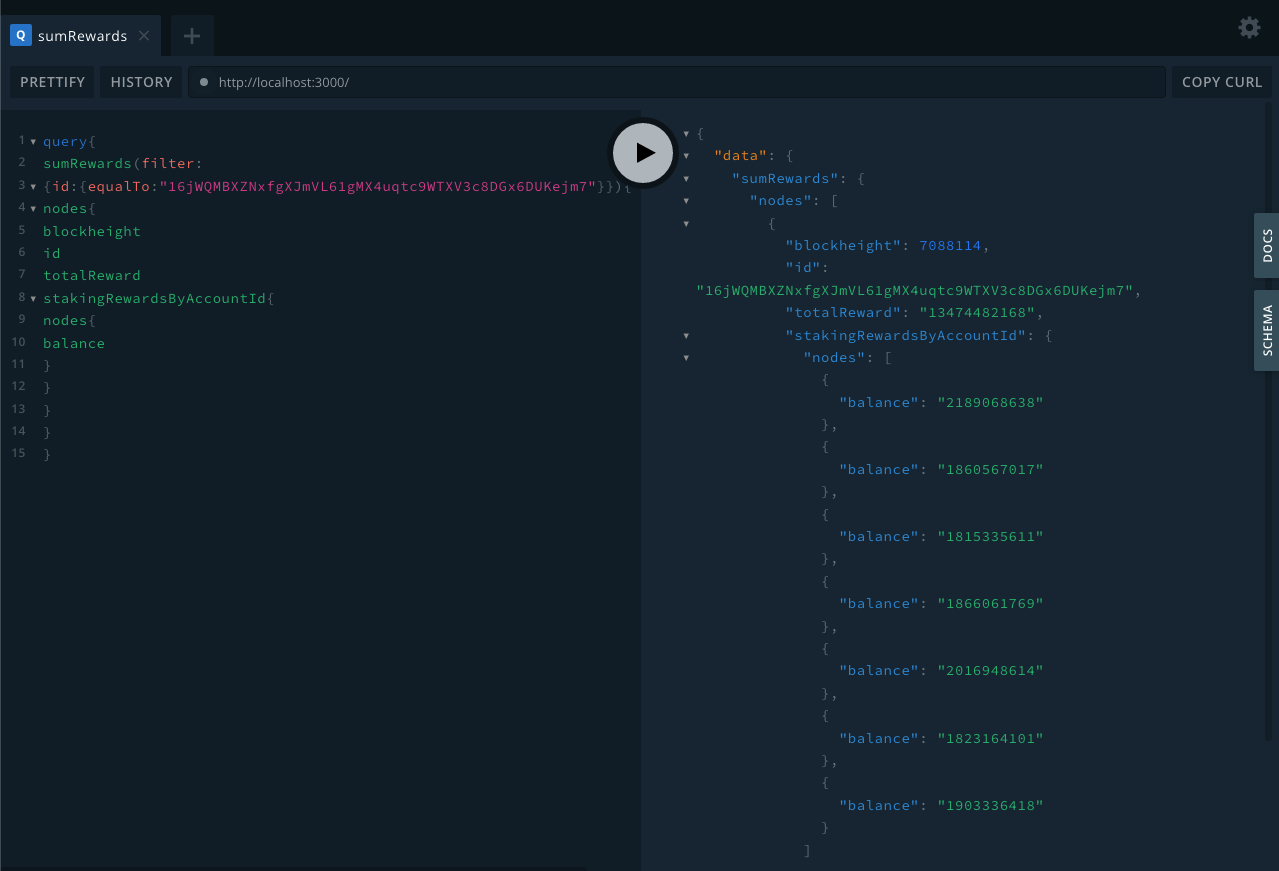 Q sumRewards
PRETTIFY HISTORY http://localhost:3000/ COPY CURL
1 query{
2 sumRewards(filter:
3 {id:{equalTo:"16jWQMBXZNxfgXJmVL61gMX4uqtc9WTXV3c8DGx6DUKejm7"}}){
4 nodes{
5 blockheight
6 id
7 totalReward
8 stakingRewardsByAccountId{
9 nodes{
10 balance
11 }
12 }
13 }
14 }
15 }
{
"data": {
"sumRewards": {
"nodes": [
{
"blockheight": 7088114,
"id":
"16jWQMBXZNxfgXJmVL61gMX4uqtc9WTXV3c8DGx6DUKejm7",
"totalReward": "13474482168",
"stakingRewardsByAccountId": {
"nodes": [
{
"balance": "2189068638"
},
{
"balance": "1860567017"
},
{
"balance": "1815335611"
},
{
"balance": "1866061769"
},
{
"balance": "2016948614"
},
{
"balance": "1823164101"
},
{
"balance": "1903336418"
}
]
DOCS
SCHEMA